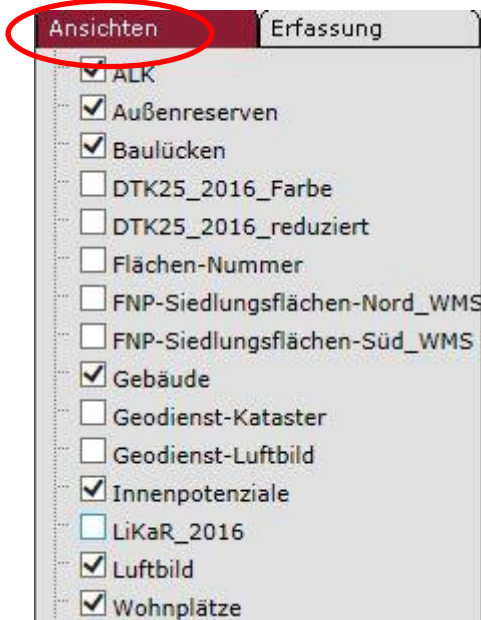 Ansichten Erfassung
ALK
Außenreserven
Baulücken
DTK25_2016_Farbe
DTK25_2016_reduziert
Flächen-Nummer
FNP-Siedlungsflächen-Nord_WMS
FNP-Siedlungsflächen-Süd_WMS
Gebäude
Geodienst-Kataster
Geodienst-Luftbild
Innenpotenziale
LiKaR_2016
Luftbild
Wohnplätze